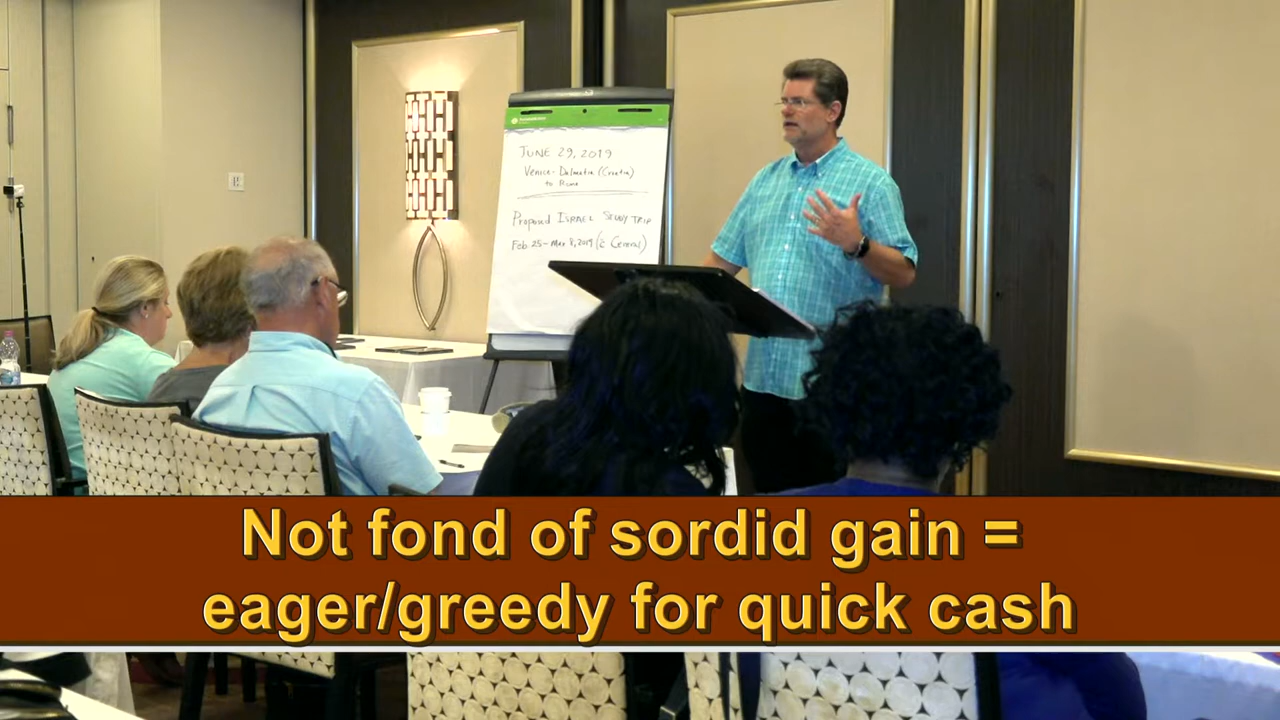 JUNE 29, 2019
Venice - Dalmatia (Croatia)
to Rome
Proposed ISRAEL STUDY TRIP
Feb. 25 - Mar 8, 2019 (c Central)
Not fond of sordid gain =
eager/greedy for quick cash